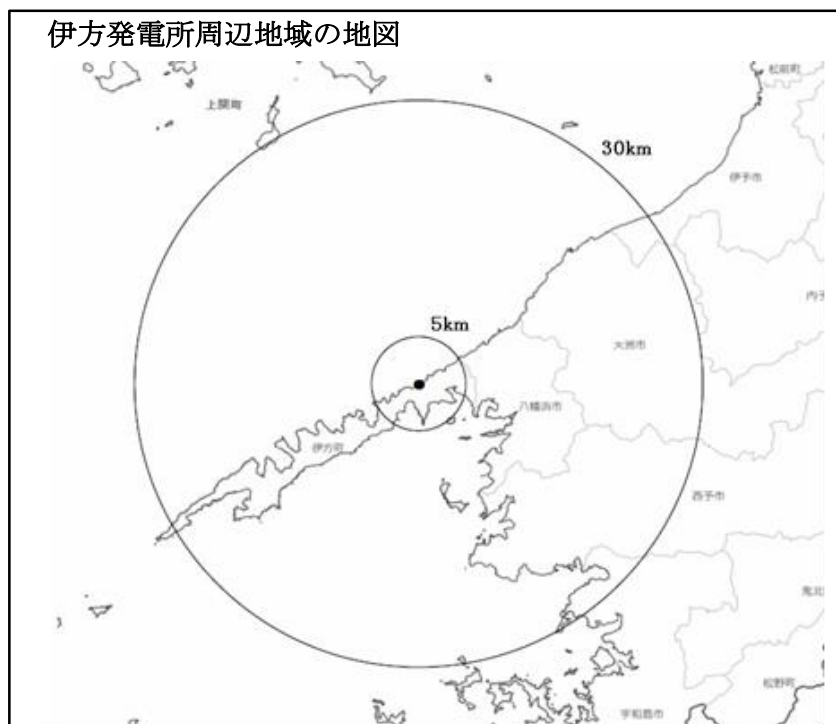 伊方発電所周辺地域の地図
松前町
上関町
30km
伊予市
内子
5km
大洲市
八幡浜市
伊方町
西予市
鬼北
松野町
宇和島市